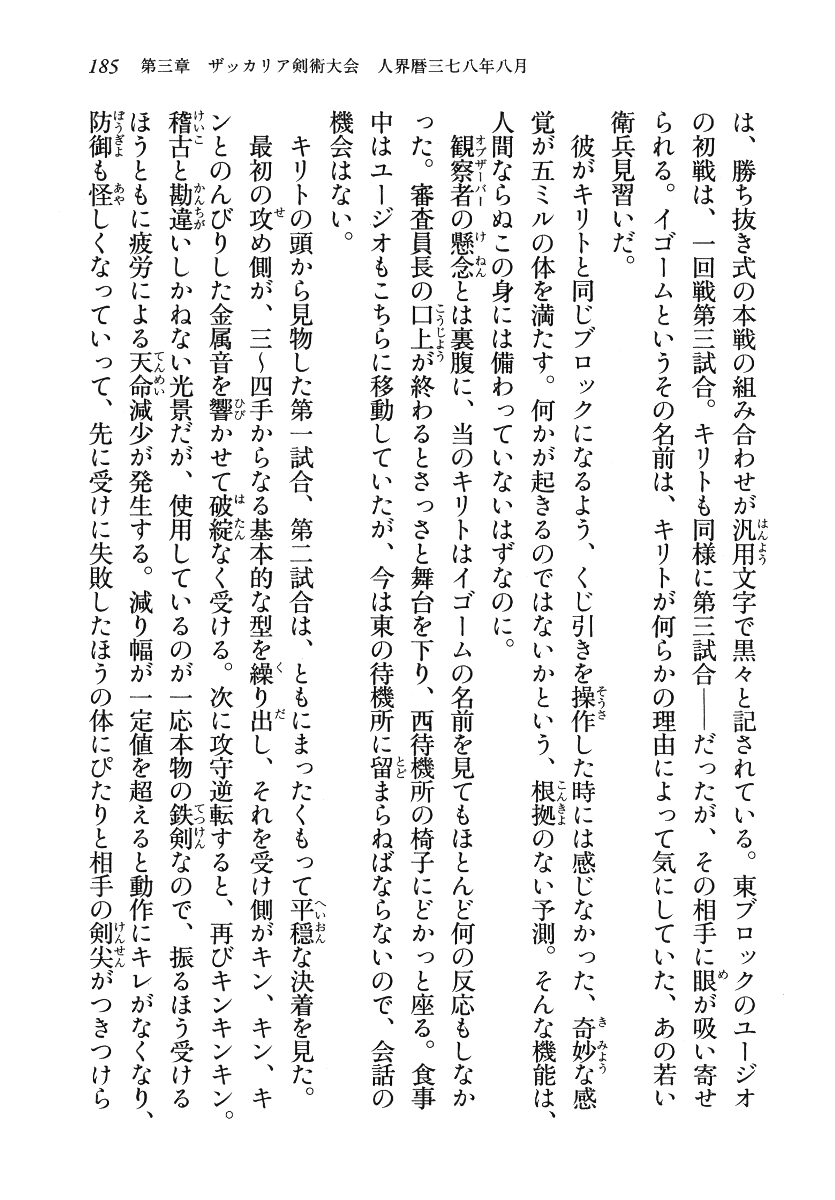 185　第三章　ザッカリア剣術大会　人界暦三七八年八月
は、勝ち抜き式の本戦の組み合わせが汎用文字で黒々と記されている。東ブロックのユージオ
の初戦は、一回戦第三試合。キリトも同様に第三試合――だったが、その相手に眼が吸い寄せ
られる。イゴームというその名前は、キリトが何らかの理由によって気にしていた、あの若い
衛兵見習いだ。
　彼がキリトと同じブロックになるよう、くじ引きを操作した時には感じなかった、奇妙な感
覚が五ミルの体を満たす。何かが起きるのではないかという、根拠のない予測。そんな機能は、
人間ならぬこの身には備わっていないはずなのに。
　観察者の懸念とは裏腹に、当のキリトはイゴームの名前を見てもほとんど何の反応もしなか
った。審査員長の口上が終わるとさっさと舞台を下り、西待機所の椅子にどかっと座る。食事
中はユージオもこちらに移動していたが、今は東の待機所に留まらねばならないので、会話の
機会はない。
　キリトの頭から見物した第一試合、第二試合は、ともにまったくもって平穏な決着を見た。
　最初の攻め側が、三～四手からなる基本的な型を繰り出し、それを受け側がキン、キン、キ
ンとのんびりした金属音を響かせて破綻なく受ける。次に攻守逆転すると、再びキンキンキン。
稽古と勘違いしかねない光景だが、使用しているのが一応本物の鉄剣なので、振るほう受ける
ほうともに疲労による天命減少が発生する。減り幅が一定値を超えると動作にキレがなくなり、
防御も怪しくなっていって、先に受けに失敗したほうの体にぴたりと相手の剣尖がつきつけら